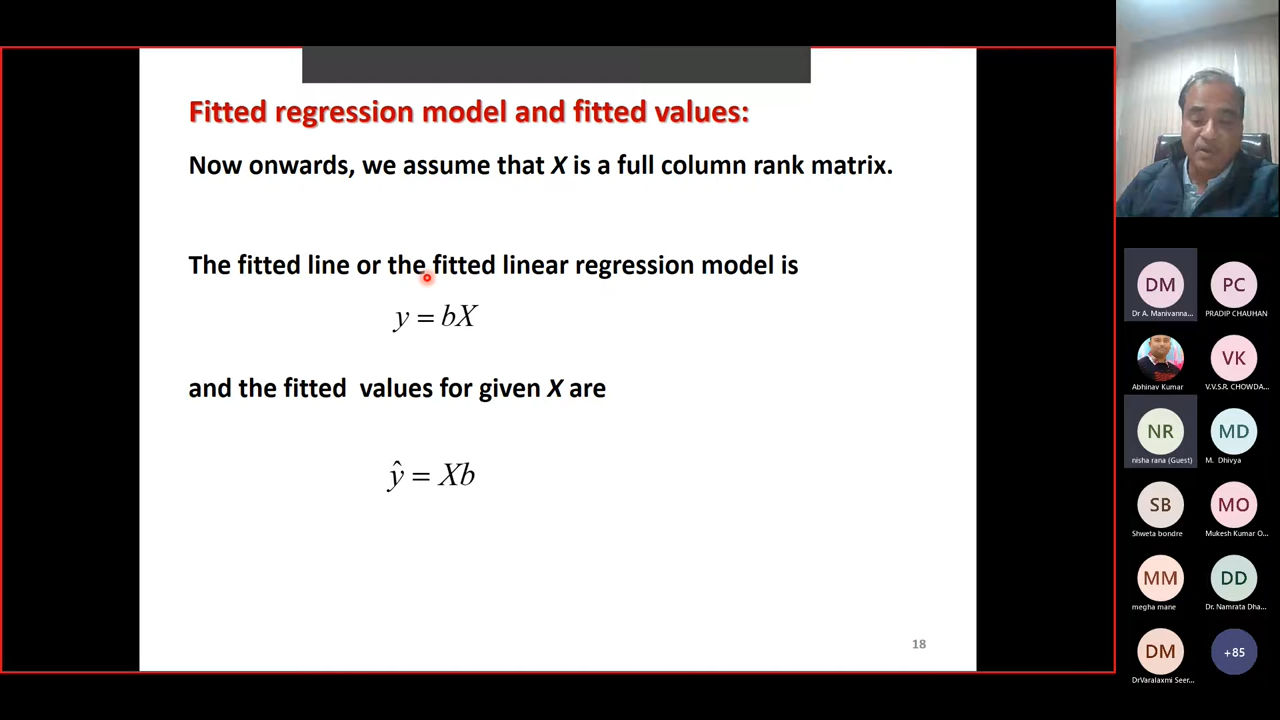 Fitted regression model and fitted values:
Now onwards, we assume that X is a full column rank matrix.
The fitted line or the fitted linear regression model is
y = bX
and the fitted values for given X are
ŷ = Xb
18
DM
Dr A. Manivanna...
PC
PRADIP CHAUHAN
Abhinav Kumar
VK
V.V.S.R. CHOWDA...
NR
nisha rana (Guest)
MD
M. Dhivya
SB
Shweta bondre
MO
Mukesh Kumar O...
MM
megha mane
DD
Dr. Namrata Dha...
DM
DrVaralaxmi Seer...
+85